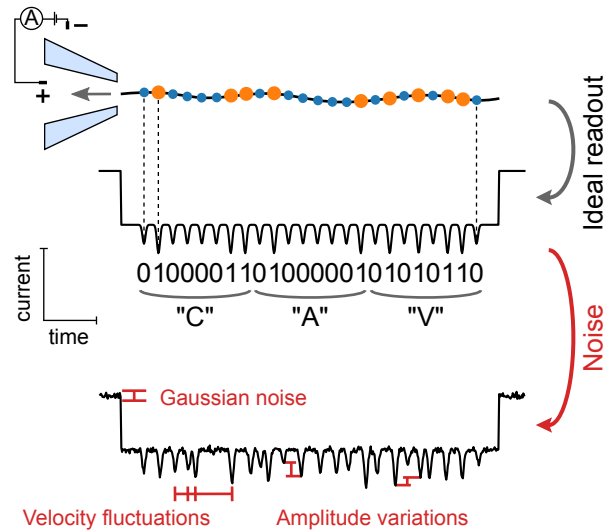 A
−
+
Ideal readout
010000110100000101010110
"C" "A" "V"
current
time
Noise
Gaussian noise
Velocity fluctuations
Amplitude variations